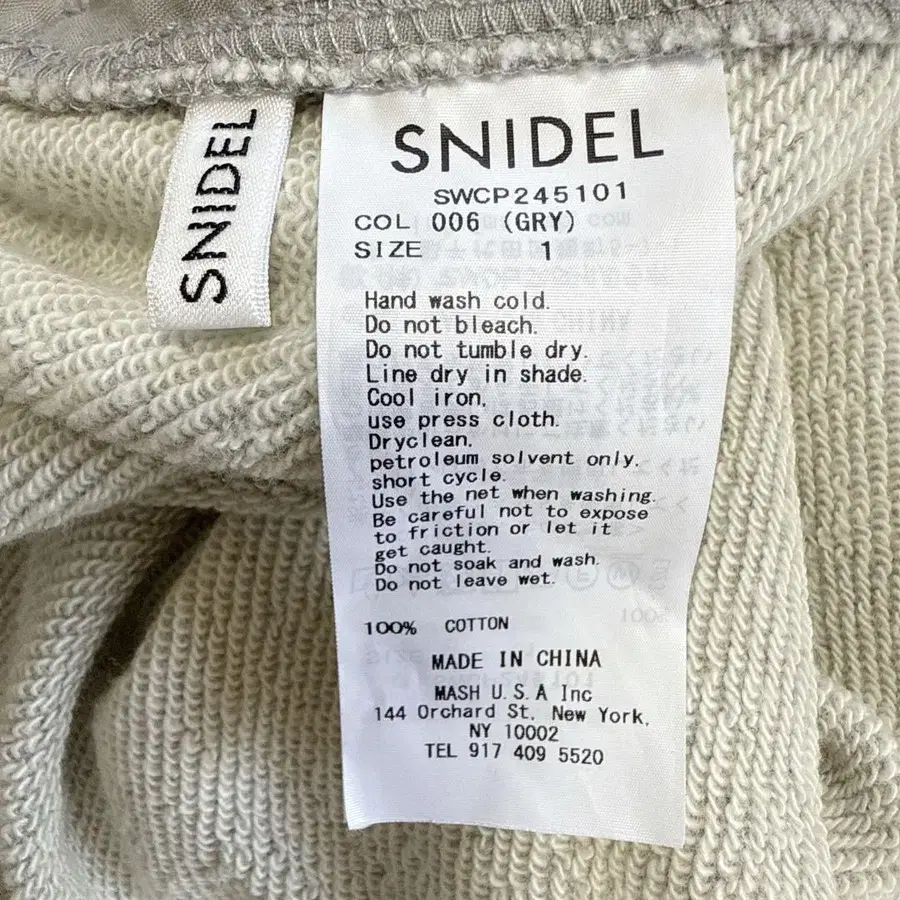 SNIDEL
SNIDEL
SWCP245101
COL 006 (GRY)
SIZE 1
Hand wash cold.
Do not bleach.
Do not tumble dry.
Line dry in shade.
Cool iron,
use press cloth.
Dryclean.
petroleum solvent only.
short cycle.
Use the net when washing.
Be careful not to expose
to friction or let it
get caught.
Do not soak and wash.
Do not leave wet.
100% COTTON
MADE IN CHINA
MASH U.S.A Inc
144 Orchard St, New York,
NY 10002
TEL 917 409 5520